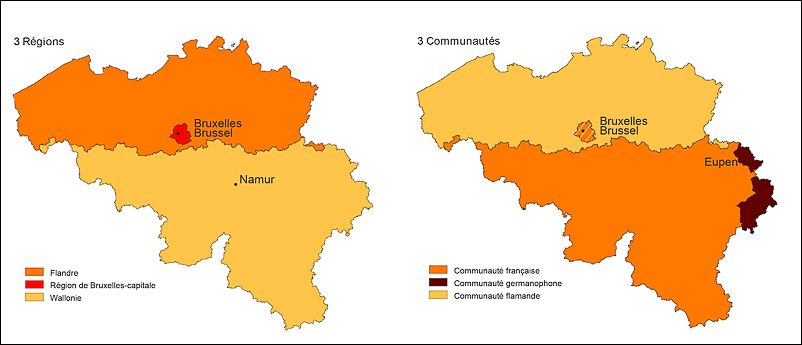 3 Régions
Bruxelles
Brussel
Namur
Flandre
Région de Bruxelles-capitale
Wallonie
3 Communautés
Bruxelles
Brussel
Eupen
Communauté française
Communauté germanophone
Communauté flamande